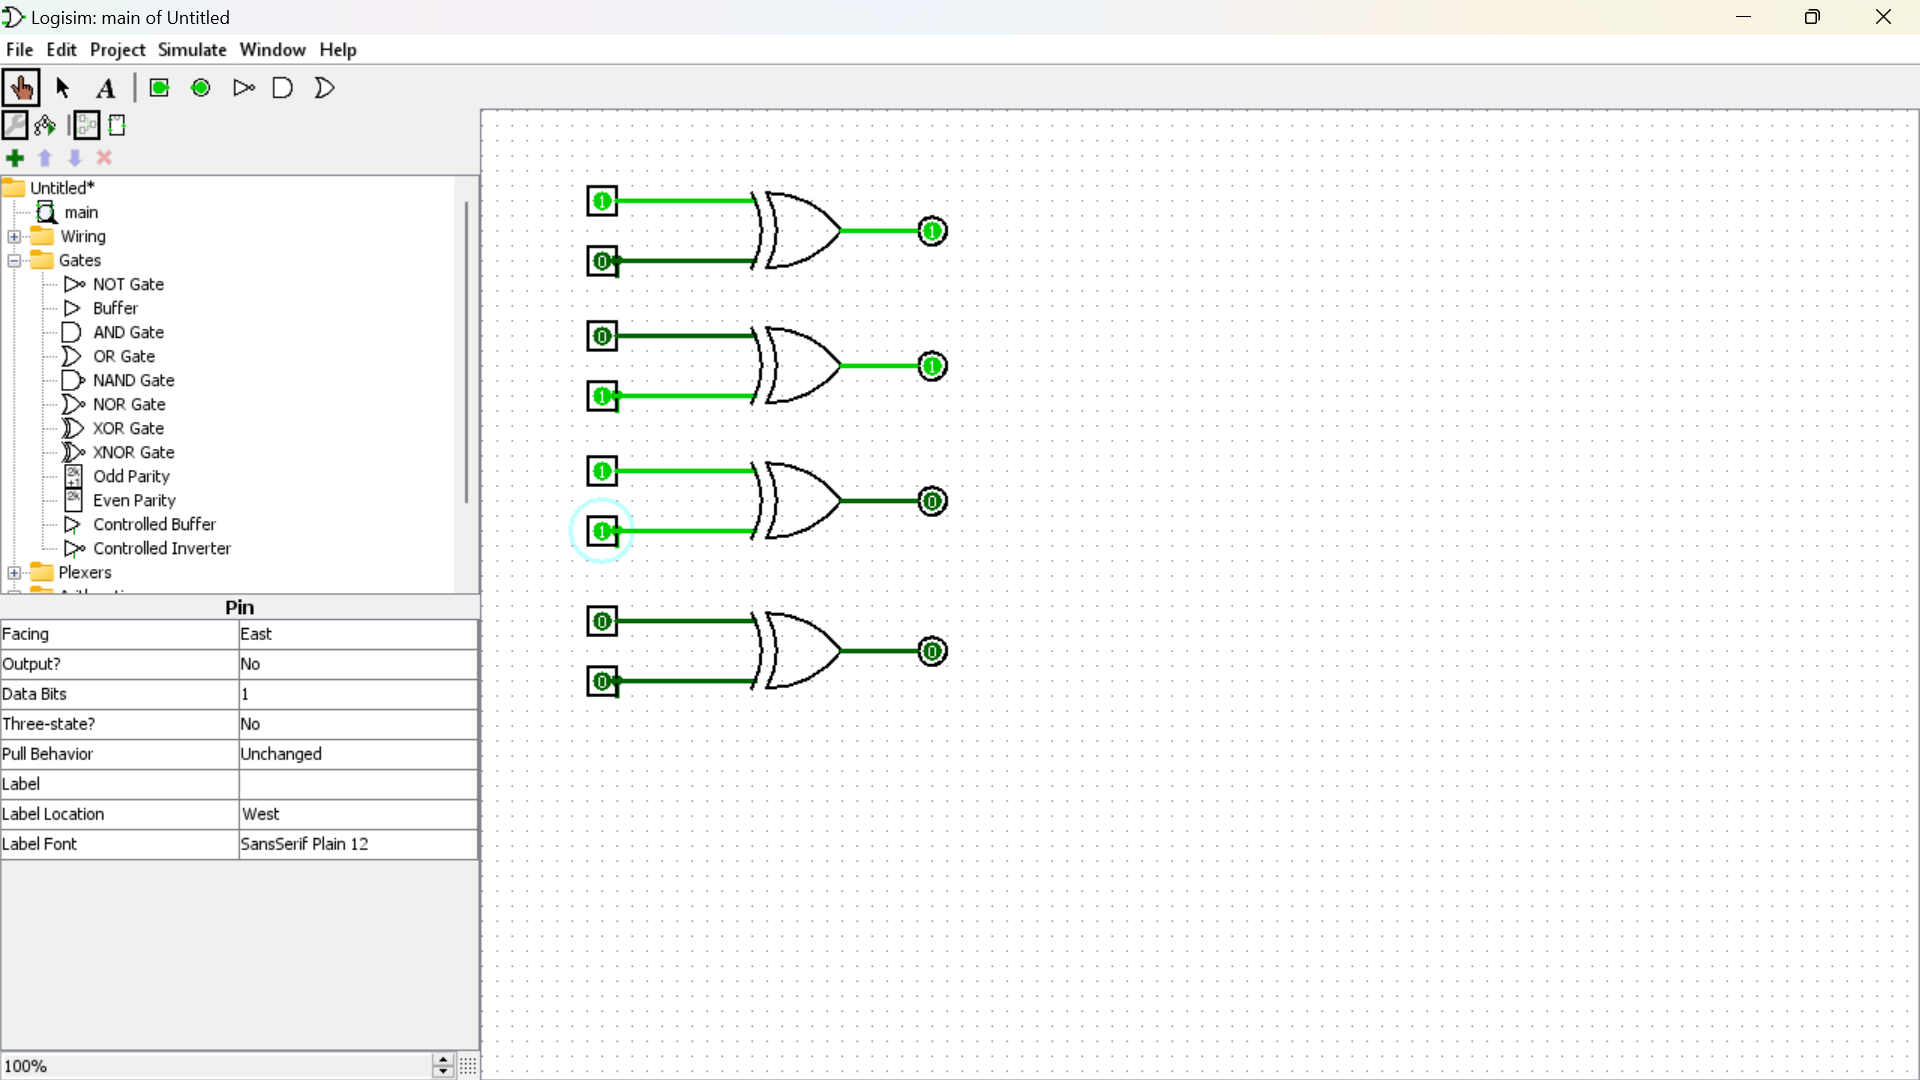 Logisim: main of Untitled
File Edit Project Simulate Window Help
A
Untitled*
main
Wiring
Gates
NOT Gate
Buffer
AND Gate
OR Gate
NAND Gate
NOR Gate
XOR Gate
XNOR Gate
2k+1 Odd Parity
2k Even Parity
Controlled Buffer
Controlled Inverter
Plexers
Pin
Facing East
Output? No
Data Bits 1
Three-state? No
Pull Behavior Unchanged
Label
Label Location West
Label Font SansSerif Plain 12
100%
1
1
0
0
1
1
1
0
1
0
0
0